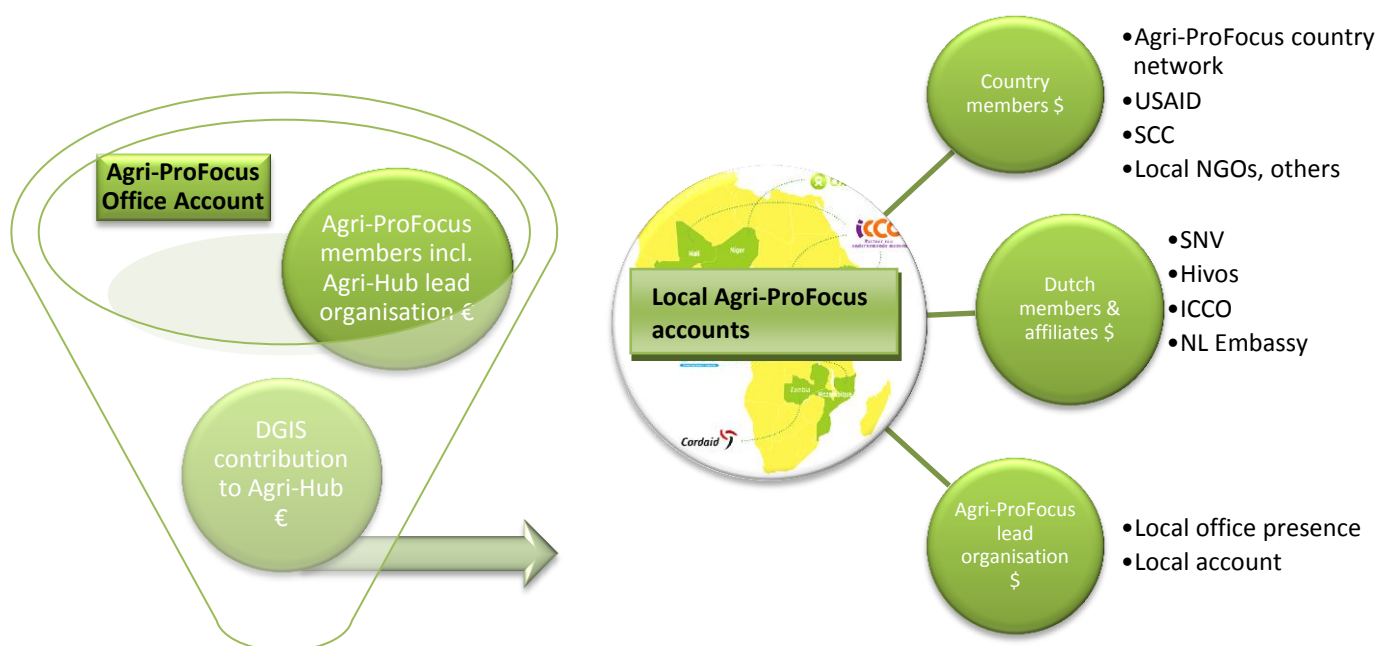 Agri-ProFocus
Office Account
Agri-ProFocus
members incl.
Agri-Hub lead
organisation €
DGIS
contribution
to Agri-Hub
€
Local Agri-ProFocus
accounts
Mali
Niger
icco
Zambia
Mozambique
Cordaid
Country
members $
•Agri-ProFocus country
network
•USAID
•SCC
•Local NGOs, others
Dutch
members &
affiliates $
•SNV
•Hivos
•ICCO
•NL Embassy
Agri-ProFocus
lead
organisation
$
•Local office presence
•Local account